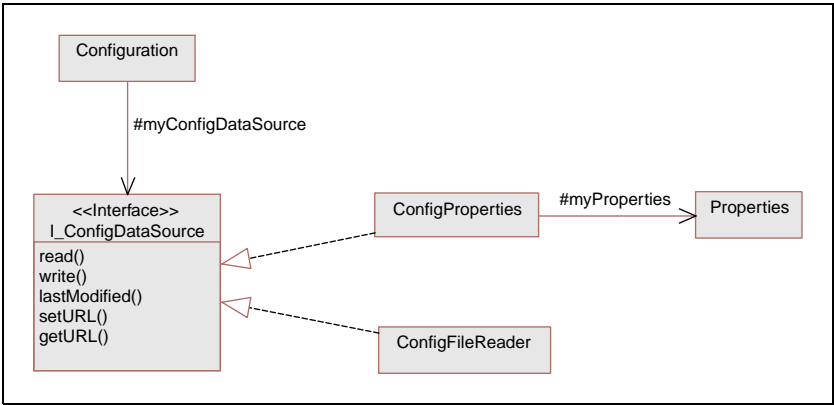 Configuration
#myConfigDataSource
<<Interface>>
I_ConfigDataSource
read()
write()
lastModified()
setURL()
getURL()
ConfigProperties
#myProperties
Properties
ConfigFileReader